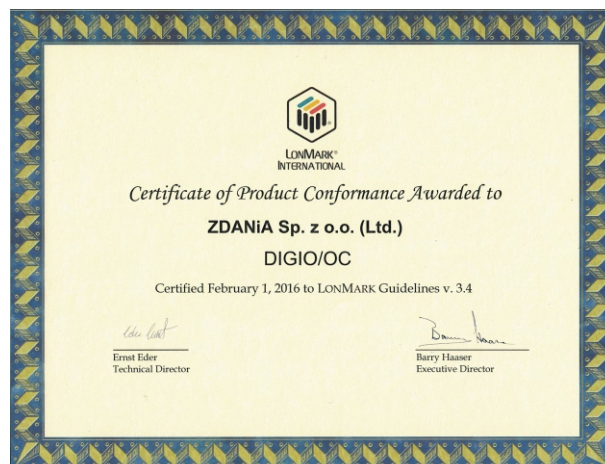 LONMARK®
INTERNATIONAL
Certificate of Product Conformance Awarded to
ZDANiA Sp. z o.o. (Ltd.)
DIGIO/OC
Certified February 1, 2016 to LONMARK Guidelines v. 3.4
Ernst Eder
Technical Director
Barry Haaser
Executive Director